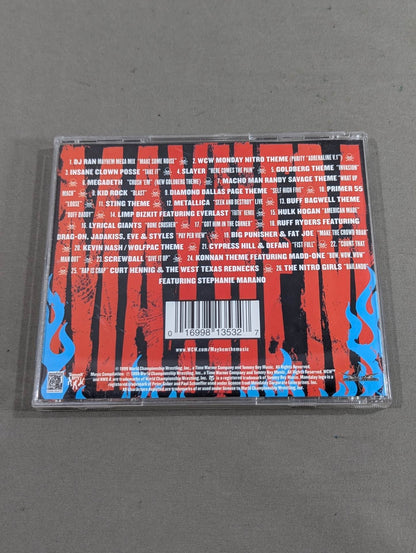 1. DJ RAN MAYHEM MEGA MIX "MAKE SOME NOISE" 2. WCW MONDAY NITRO THEME (PURITY "ADRENALINE V.1")
3. INSANE CLOWN POSSE "TAKE IT" 4. SLAYER "HERE COMES THE PAIN" 5. GOLDBERG THEME "INVASION"
6. MEGADETH "CRUSH 'EM" (NEW GOLDBERG THEME) 7. MACHO MAN RANDY SAVAGE THEME "WHAT UP
MACH" 8. KID ROCK "BLAST" 9. DIAMOND DALLAS PAGE THEME "SELF HIGH FIVE" 10. PRIMER 55
"LOOSE" 11. STING THEME 12. METALLICA "SEEK AND DESTROY" LIVE 13. BUFF BAGWELL THEME
"BUFF DADDY" 14. LIMP BIZKIT FEATURING EVERLAST "FAITH" REMIX 15. HULK HOGAN "AMERICAN MADE"
16. LYRICAL GIANTS "BONE CRUSHER" 17. "GOT HIM IN THE CORNER" 18. RUFF RYDERS FEATURING
DRAG-ON, JADAKISS, EVE & STYLES "PAY PER VIEW" 19. BIG PUNISHER & FAT JOE "MAKE THE CROWD ROAR"
20. KEVIN NASH/ WOLFPAC THEME 21. CYPRESS HILL & DEFARI "FIST FULL" 22. "COUNT THAT
MAN OUT" 23. SCREWBALL "GIVE IT UP" 24. KONNAN THEME FEATURING MADD-ONE "BOW, WOW, WOW"
25. "RAP IS CRAP" CURT HENNIG & THE WEST TEXAS REDNECKS 26. THE NITRO GIRLS
FEATURING STEPHANIE MARANO
0 16998 13532 7
WWW.WCW.COM/Mayhemthemusic